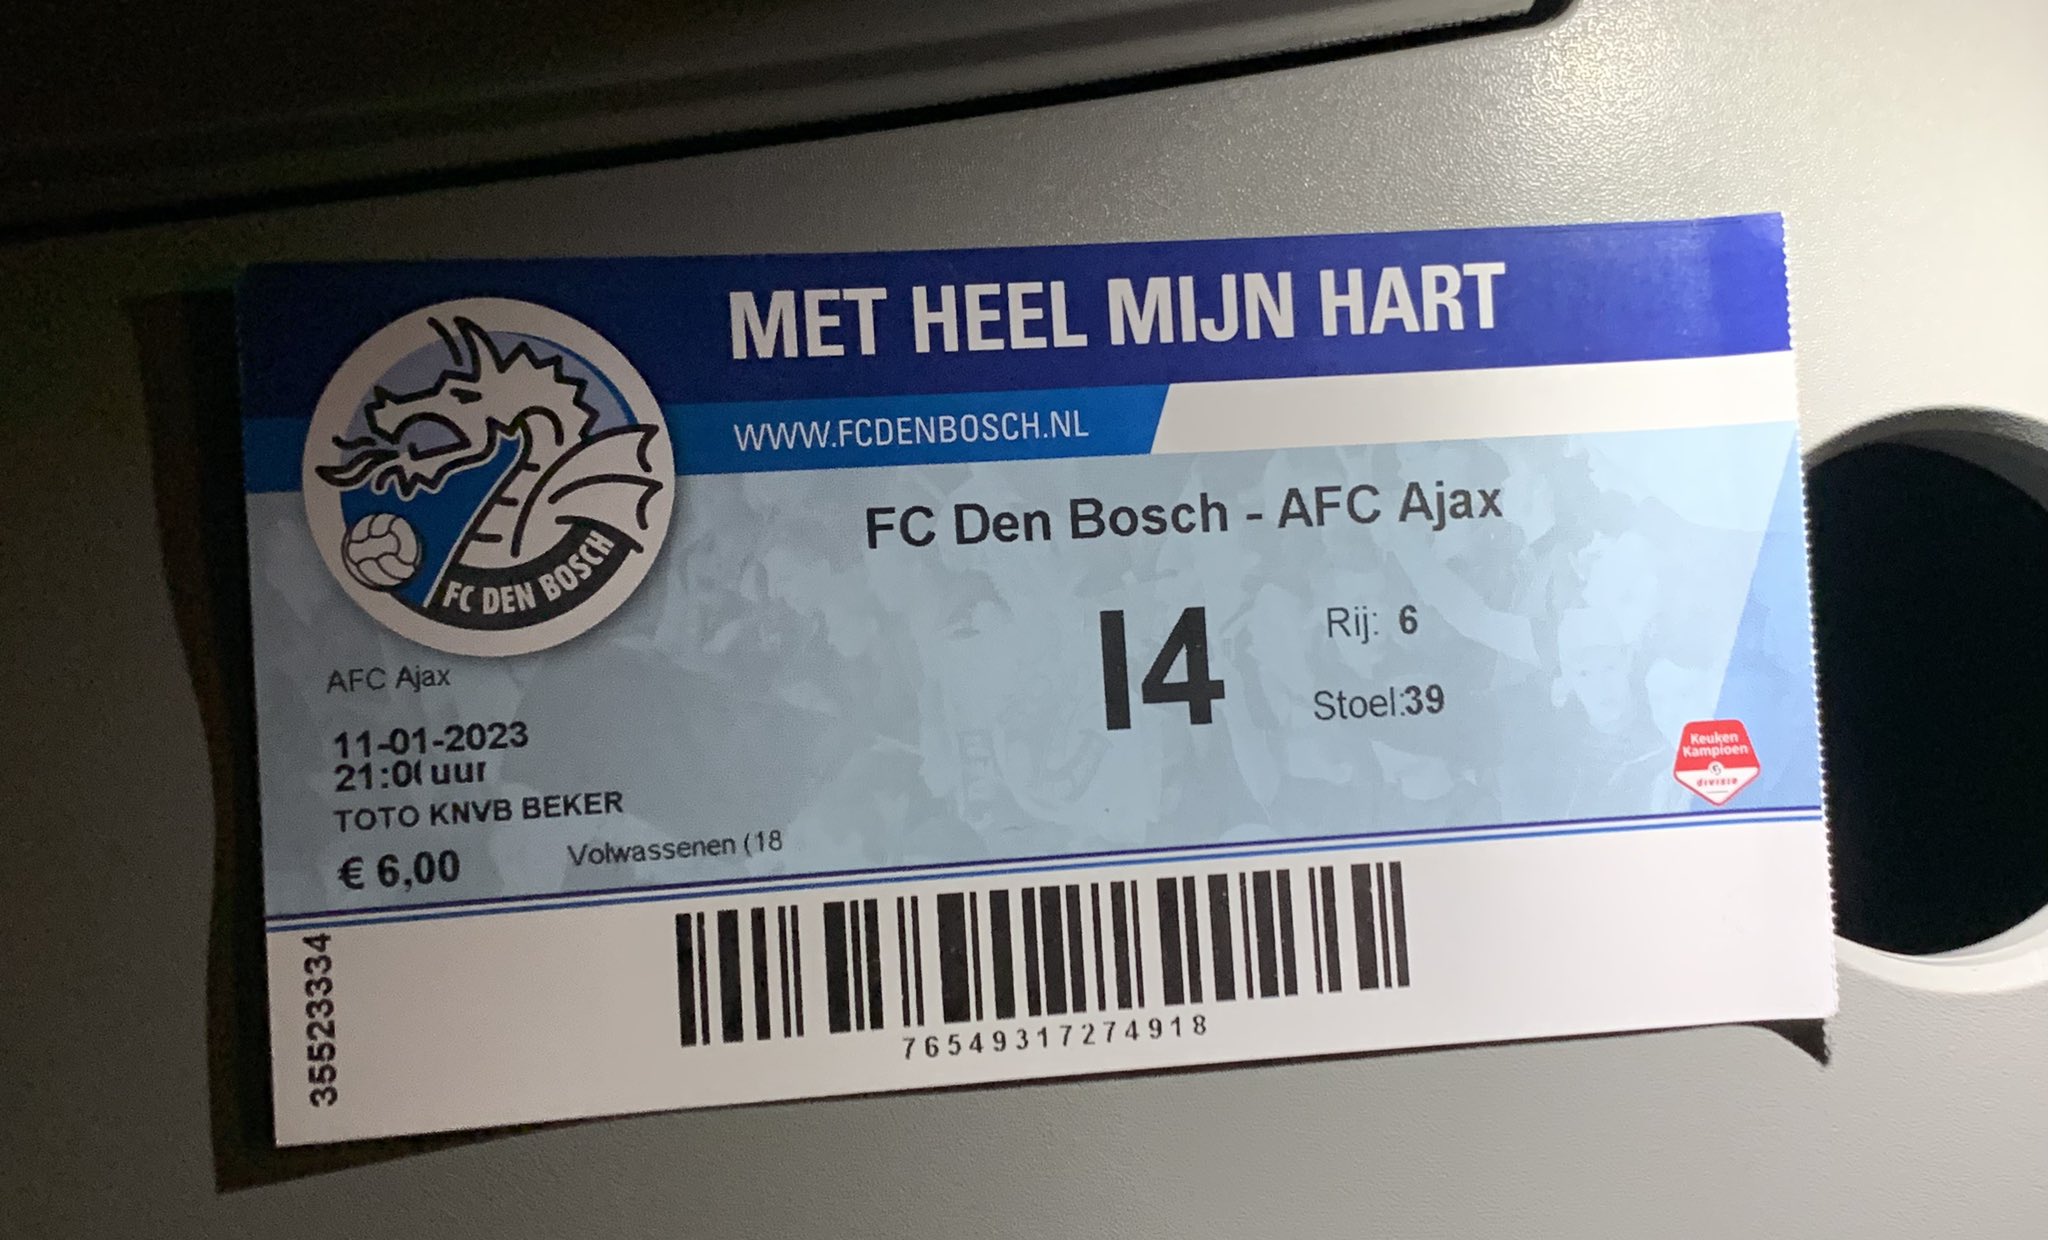 MET HEEL MIJN HART
WWW.FCDENBOSCH.NL
FC DEN BOSCH
FC Den Bosch - AFC Ajax
I4
Rij: 6
Stoel:39
AFC Ajax
11-01-2023
21:00 uur
TOTO KNVB BEKER
€ 6,00
Volwassenen (18
Keuken
Kampioen
divisie
35523334
76549317274918